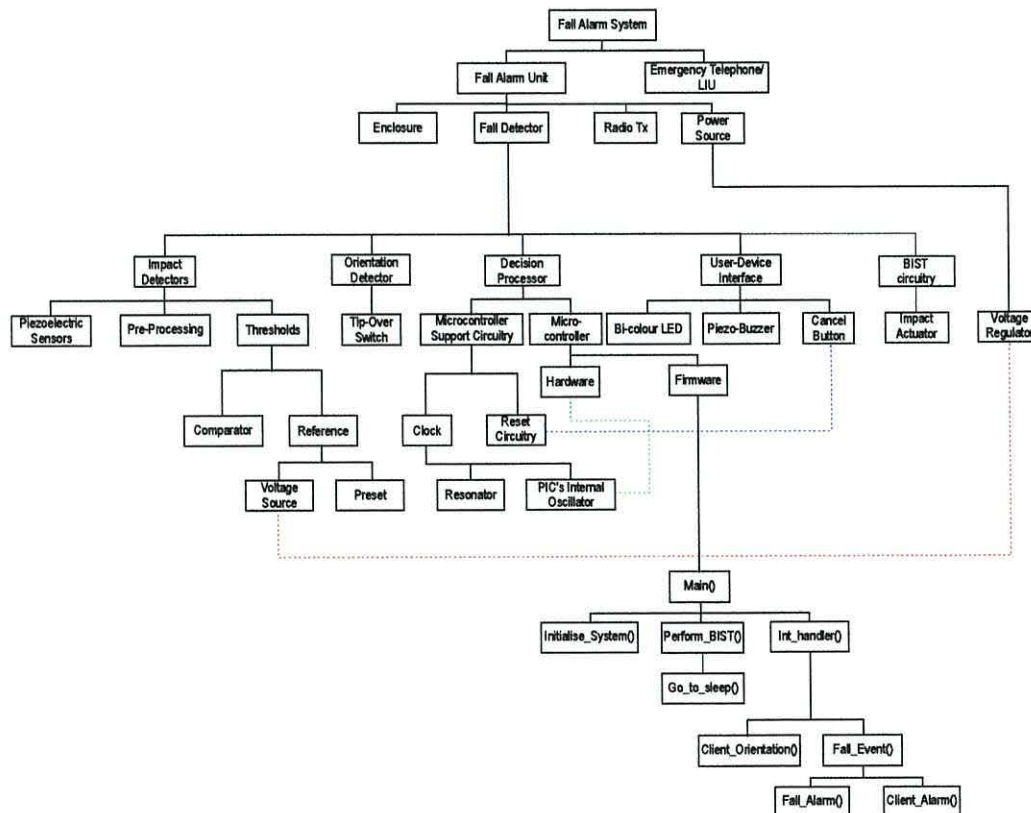 Fall Alarm System
Fall Alarm Unit
Emergency Telephone/
LIU
Enclosure
Fall Detector
Radio Tx
Power
Source
Impact
Detectors
Orientation
Detector
Decision
Processor
User-Device
Interface
BIST
circuitry
Piezoelectric
Sensors
Pre-Processing
Thresholds
Tip-Over
Switch
Microcontroller
Support Circuitry
Micro-
controller
Bi-colour LED
Piezo-Buzzer
Cancel
Button
Impact
Actuator
Voltage
Regulator
Hardware
Firmware
Comparator
Reference
Clock
Reset
Circuitry
Voltage
Source
Preset
Resonator
PIC's Internal
Oscillator
Main()
Initialise_System()
Perform_BIST()
Int_handler()
Go_to_sleep()
Client_Orientation()
Fall_Event()
Fall_Alarm()
Client_Alarm()